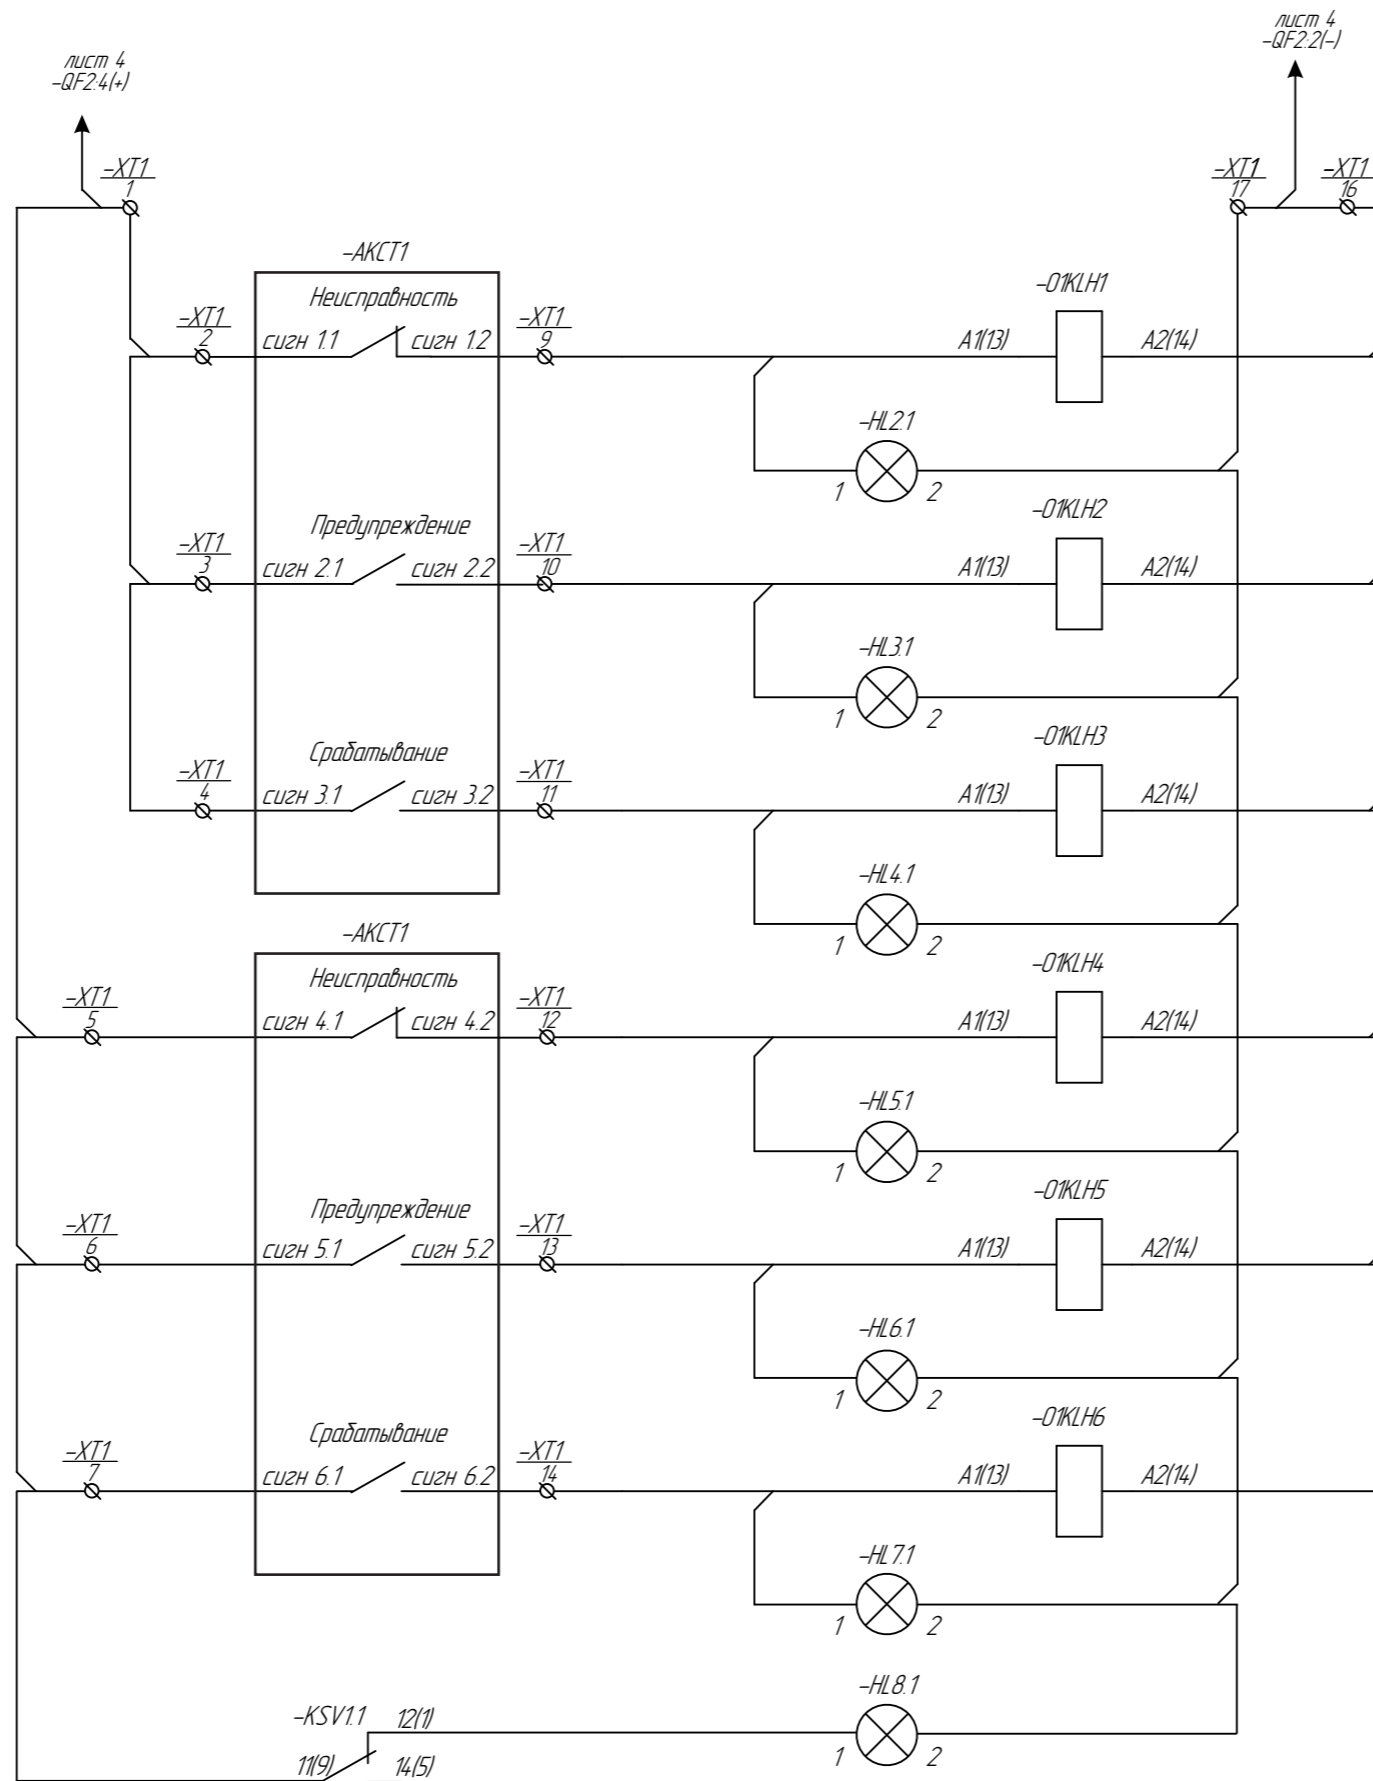 лист 4
-QF2:4(+)
лист 4
-QF2:2(-)
-XT1
1
-XT1
17
-XT1
16
-АКСТ1
Неисправность
-XT1
2
сигн 1.1
сигн 1.2
-XT1
9
-01KLH1
A1(13)
A2(14)
-HL2.1
1
2
Предупреждение
-XT1
3
сигн 2.1
сигн 2.2
-XT1
10
-01KLH2
A1(13)
A2(14)
-HL3.1
1
2
Срабатывание
-XT1
4
сигн 3.1
сигн 3.2
-XT1
11
-01KLH3
A1(13)
A2(14)
-HL4.1
1
2
-АКСТ1
Неисправность
-XT1
5
сигн 4.1
сигн 4.2
-XT1
12
-01KLH4
A1(13)
A2(14)
-HL5.1
1
2
Предупреждение
-XT1
6
сигн 5.1
сигн 5.2
-XT1
13
-01KLH5
A1(13)
A2(14)
-HL6.1
1
2
Срабатывание
-XT1
7
сигн 6.1
сигн 6.2
-XT1
14
-01KLH6
A1(13)
A2(14)
-HL7.1
1
2
-KSV1.1
12(1)
11(9)
14(5)
-HL8.1
1
2